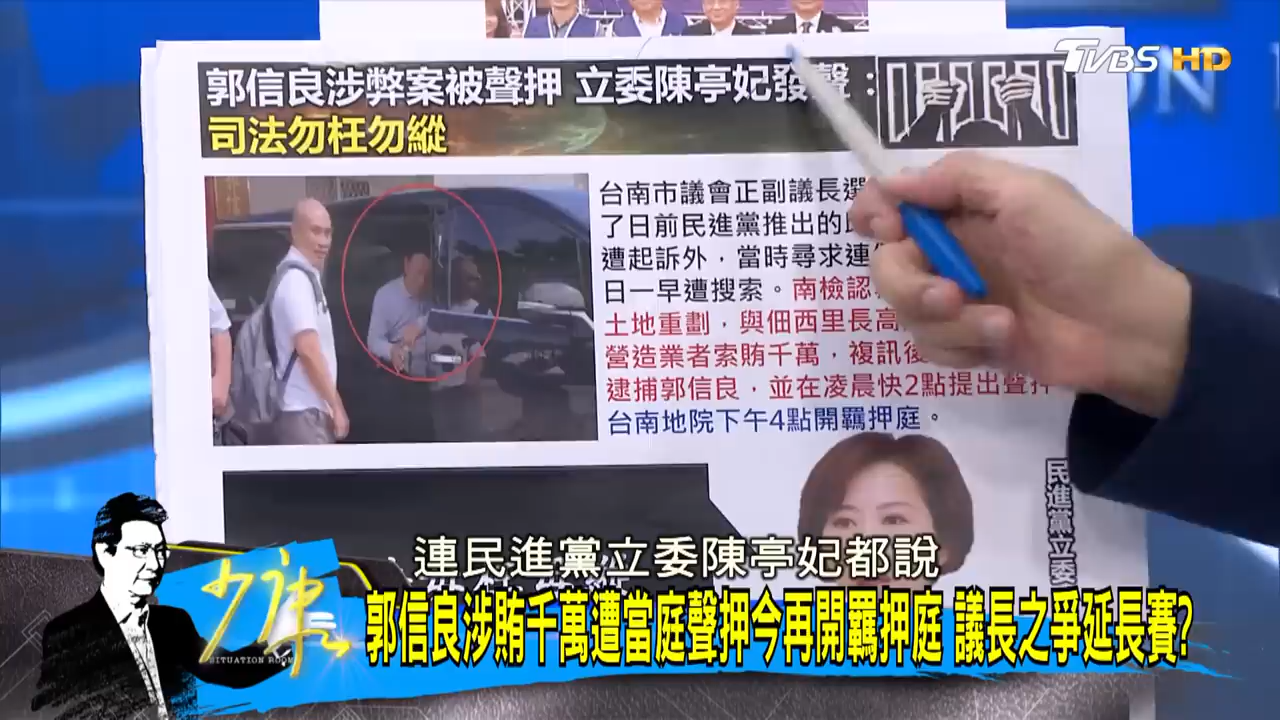 TVBS HD
郭信良涉弊案被聲押 立委陳亭妃發聲：
司法勿枉勿縱
台南市議會正副議長選
了日前民進黨推出的
遭起訴外，當時尋求連
日一早遭搜索。南檢認
土地重劃，與佃西里長高
營造業者索賄千萬，複訊後
逮捕郭信良，並在凌晨快2點提出聲押
台南地院下午4點開羈押庭。
民進黨立委
連民進黨立委陳亭妃都說
少康
SITUATION ROOM
郭信良涉賄千萬遭當庭聲押今再開羈押庭 議長之爭延長賽?